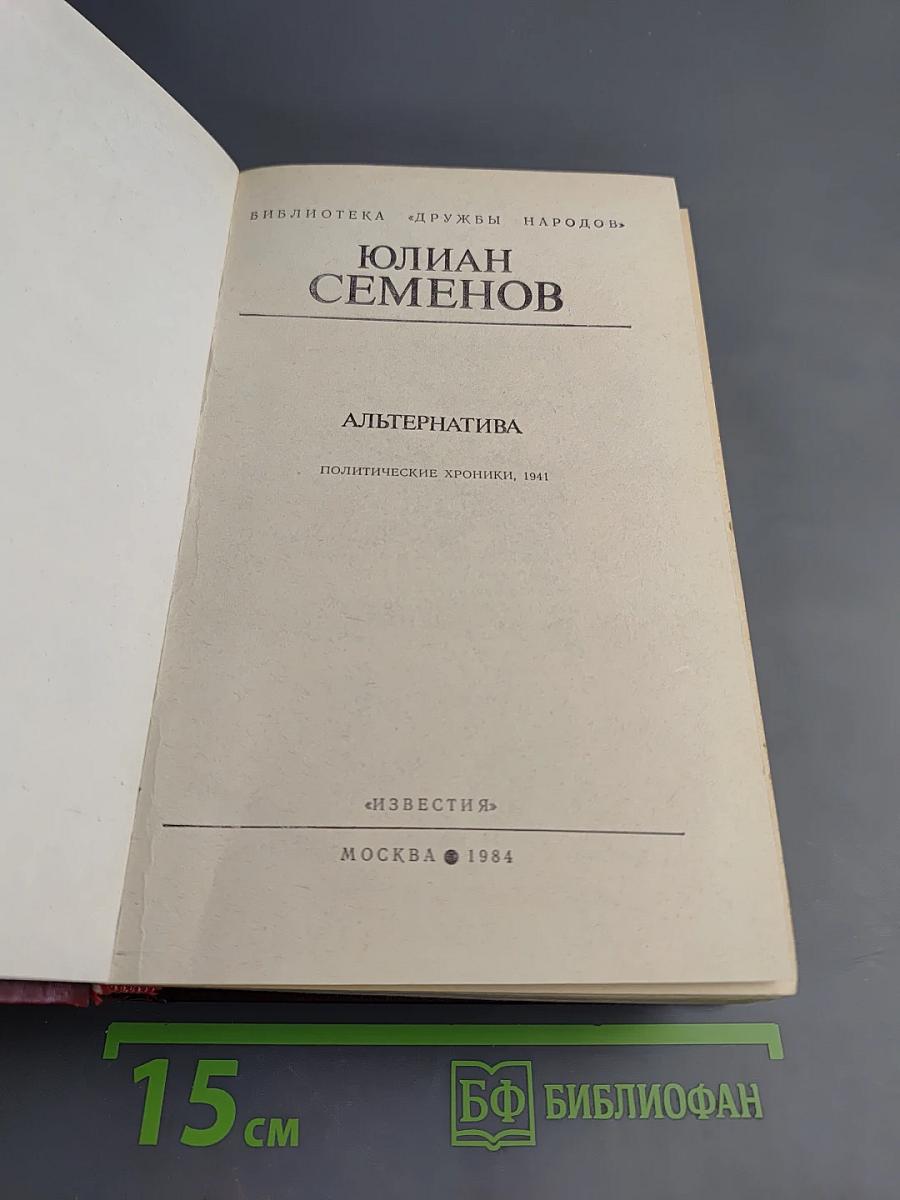 БИБЛИОТЕКА «ДРУЖБЫ НАРОДОВ»
ЮЛИАН
СЕМЕНОВ
АЛЬТЕРНАТИВА
ПОЛИТИЧЕСКИЕ ХРОНИКИ, 1941
«ИЗВЕСТИЯ»
МОСКВА ● 1984
15 см
БФ БИБЛИОФАН